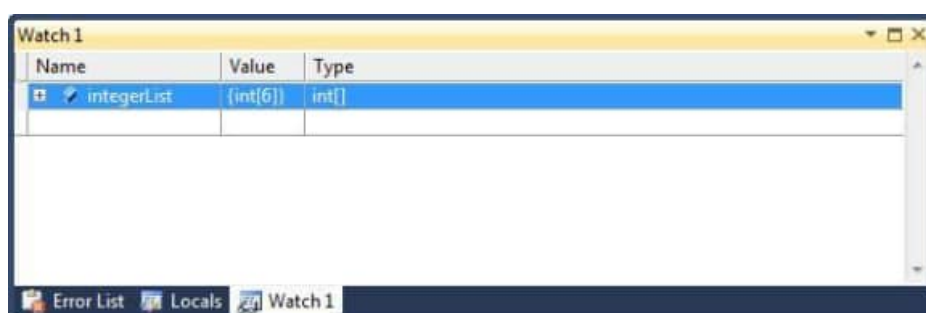 Watch 1
Name Value Type
integerList {int[6]} int[]
Error List Locals Watch 1